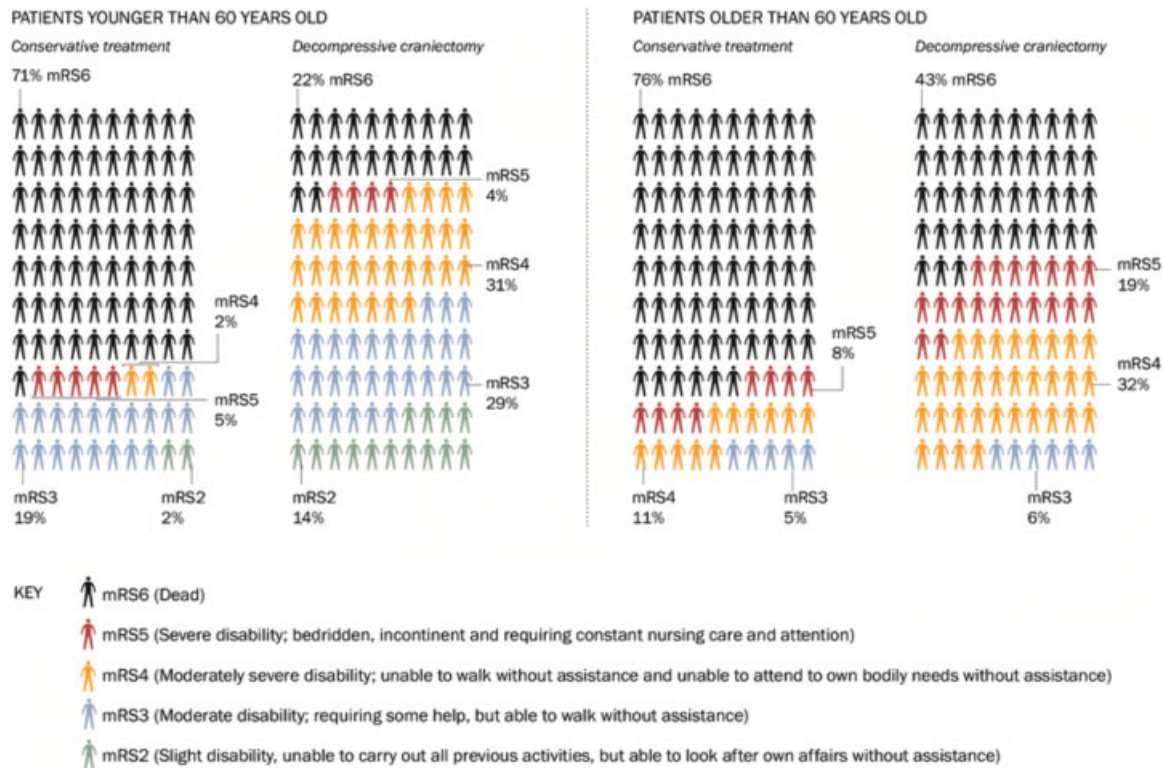 PATIENTS YOUNGER THAN 60 YEARS OLD
Conservative treatment
Decompressive craniectomy
71% mRS6
22% mRS6
mRS5
4%
mRS4
31%
mRS4
2%
mRS5
5%
mRS3
29%
mRS3
19%
mRS2
2%
mRS2
14%
PATIENTS OLDER THAN 60 YEARS OLD
Conservative treatment
Decompressive craniectomy
76% mRS6
43% mRS6
mRS5
19%
mRS5
8%
mRS4
32%
mRS4
11%
mRS3
5%
mRS3
6%
KEY
mRS6 (Dead)
mRS5 (Severe disability; bedridden, incontinent and requiring constant nursing care and attention)
mRS4 (Moderately severe disability; unable to walk without assistance and unable to attend to own bodily needs without assistance)
mRS3 (Moderate disability; requiring some help, but able to walk without assistance)
mRS2 (Slight disability, unable to carry out all previous activities, but able to look after own affairs without assistance)